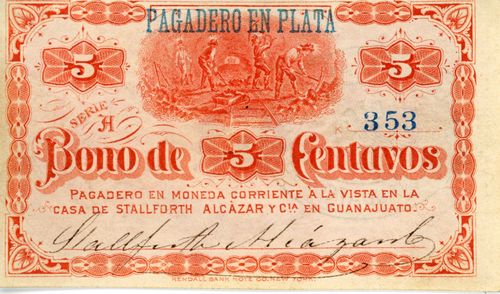 PAGADERO EN PLATA
5
5
SERIE A
353
Bono de 5 Centavos
PAGADERO EN MONEDA CORRIENTE A LA VISTA EN LA
CASA DE STALLFORTH ALCÁZAR Y Cía EN GUANAJUATO.
Stallforth Alcázar y C
KENDALL BANK NOTE CO. NEW YORK.